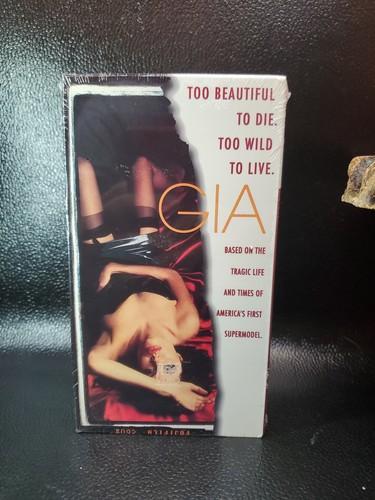 TOO BEAUTIFUL
TO DIE.
TOO WILD
TO LIVE.
GIA
BASED ON THE
TRAGIC LIFE
AND TIMES OF
AMERICA'S FIRST
SUPERMODEL.
FUJIFILM